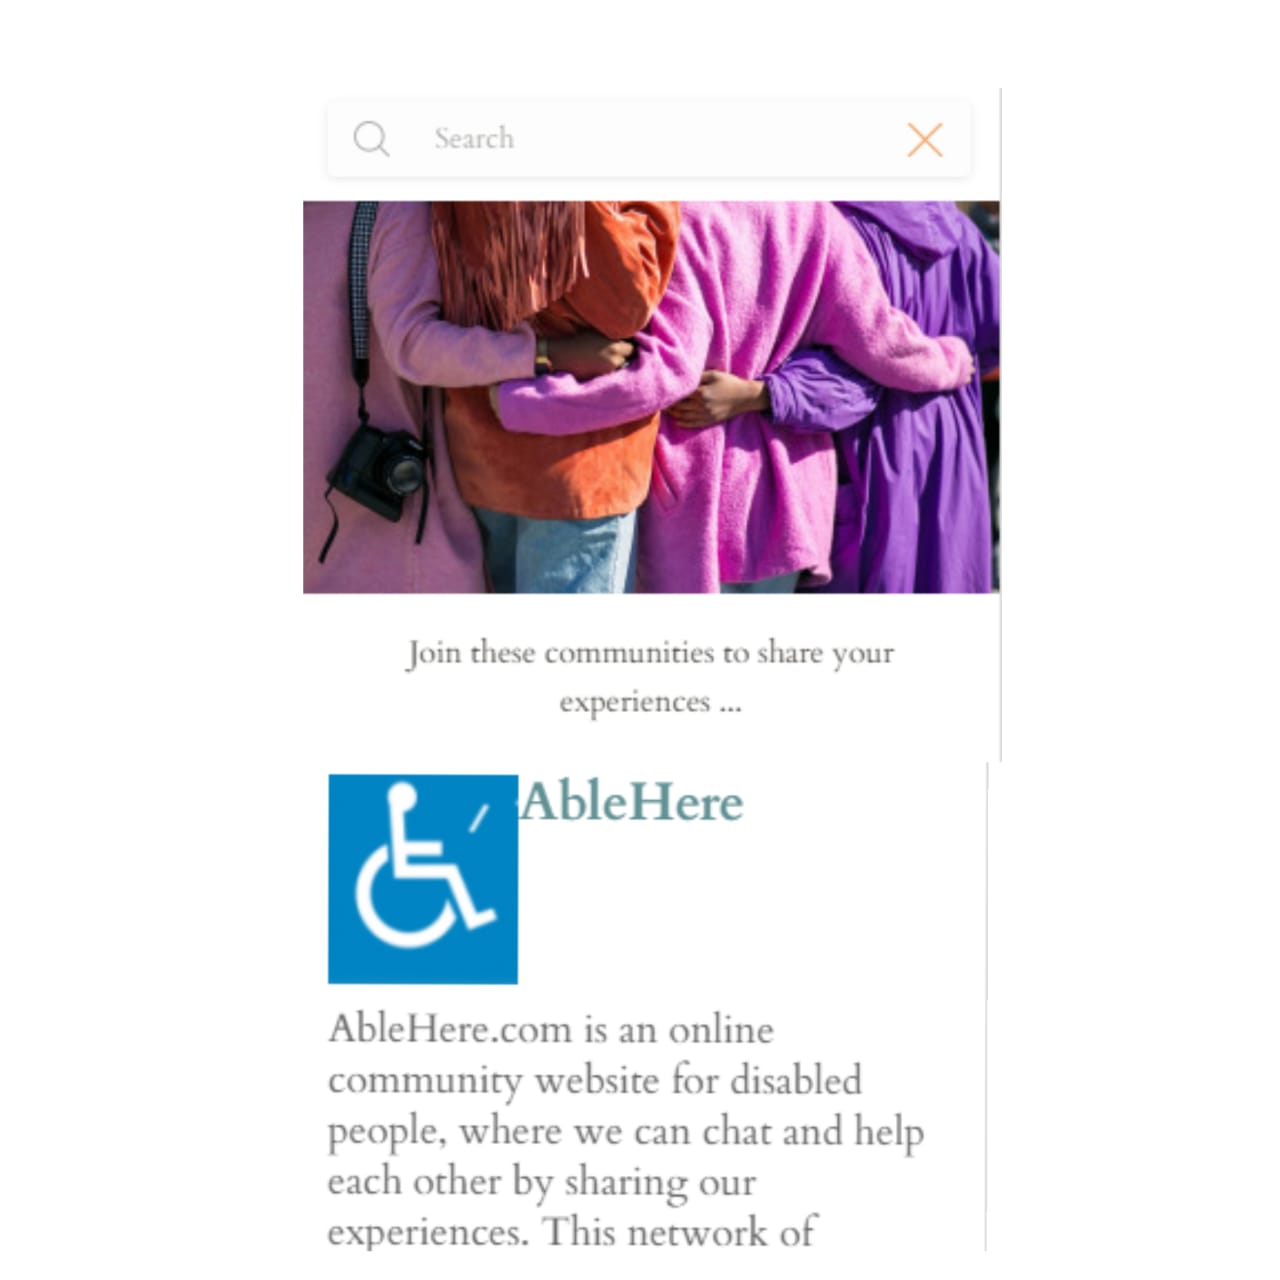 Search
Join these communities to share your
experiences ...
AbleHere
AbleHere.com is an online
community website for disabled
people, where we can chat and help
each other by sharing our
experiences. This network of